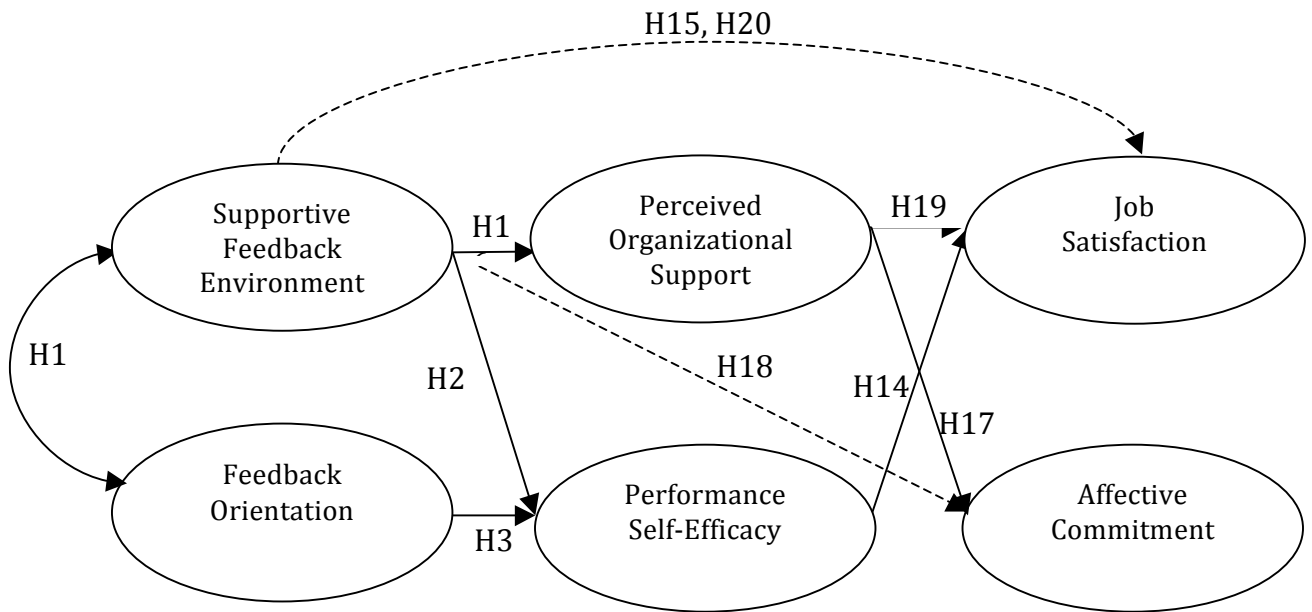 H15, H20
Supportive
Feedback
Environment
H1
Perceived
Organizational
Support
H19
Job
Satisfaction
H1
H2
H18
H14
H17
Feedback
Orientation
H3
Performance
Self-Efficacy
Affective
Commitment